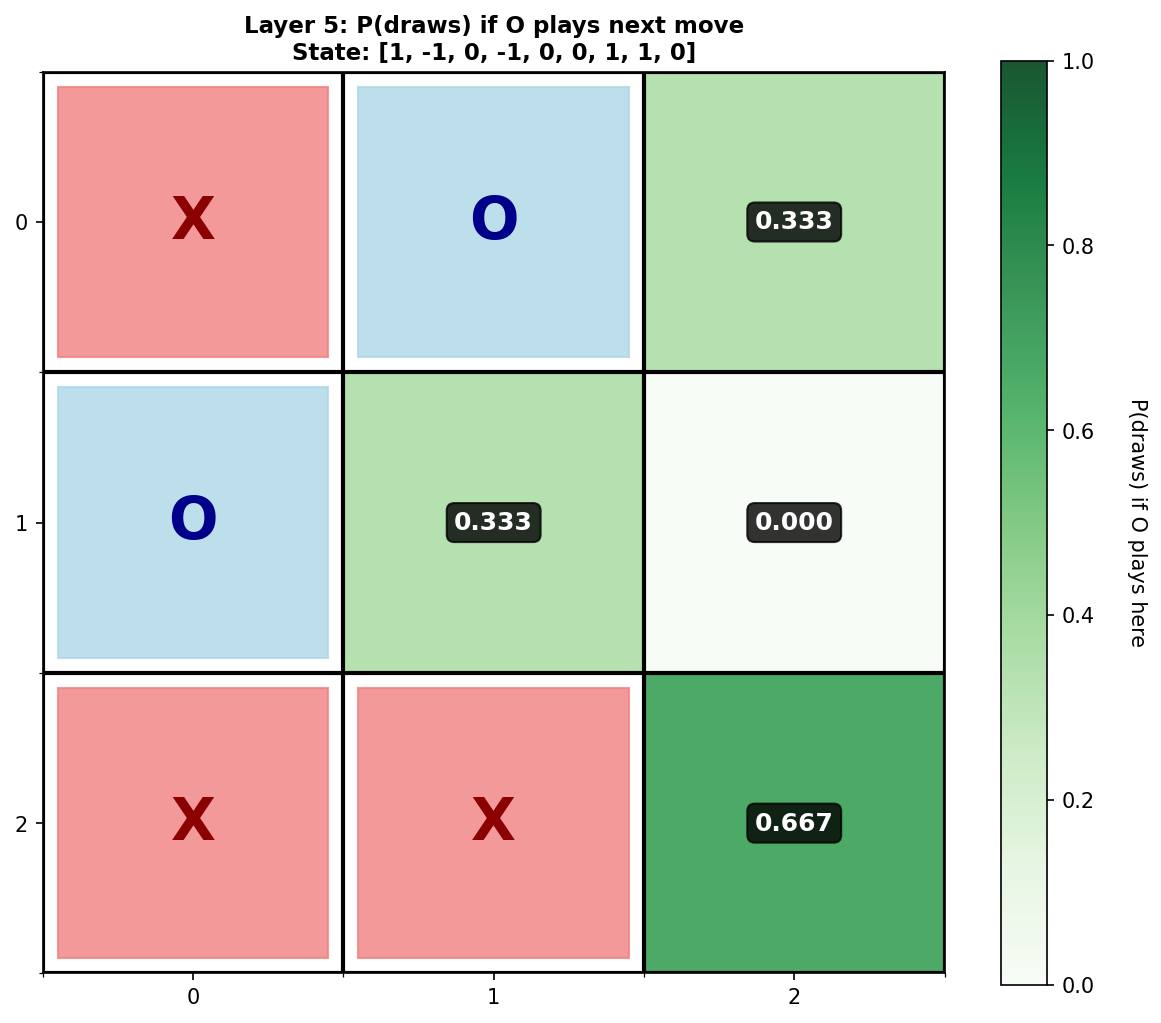 Layer 5: P(draws) if O plays next move
State: [1, -1, 0, -1, 0, 0, 1, 1, 0]
X
O
0.333
O
0.333
0.000
X
X
0.667
0
1
2
0
1
2
1.0
0.8
0.6
0.4
0.2
0.0
P(draws) if O plays here